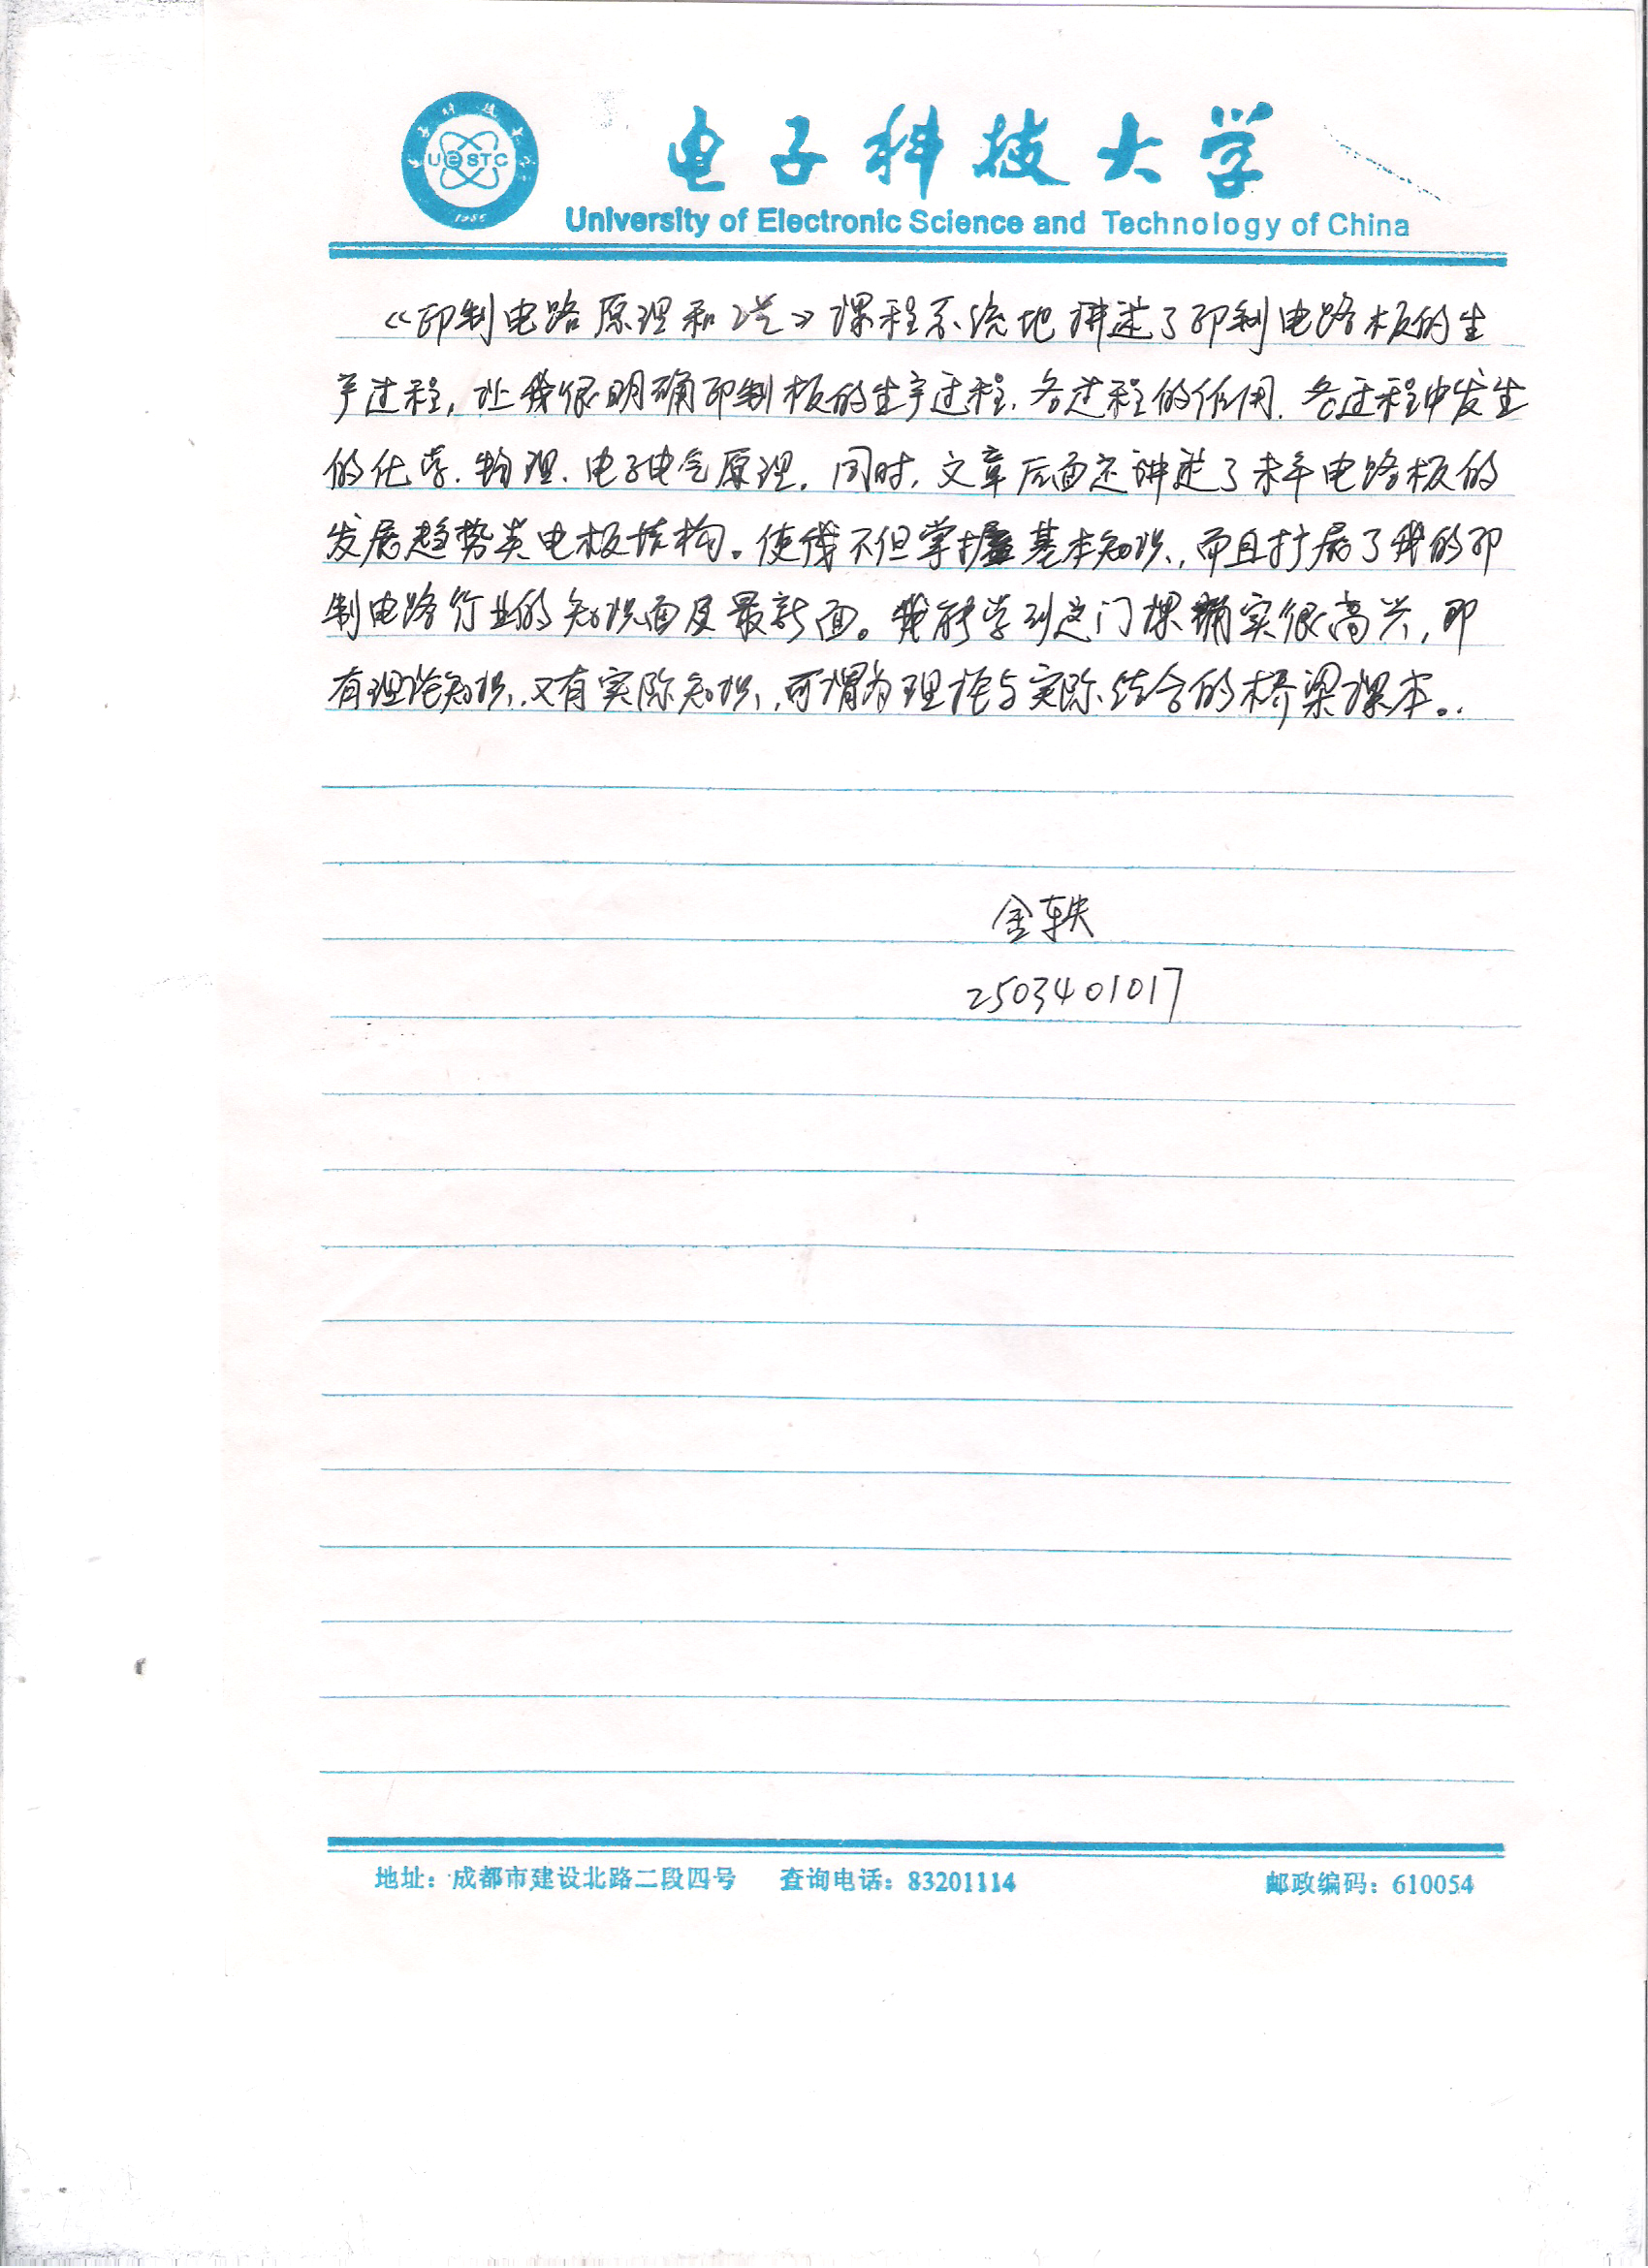 UESTC
1956
电子科技大学
University of Electronic Science and Technology of China
《印制电路原理和工艺》课程系统地讲述了印制电路板的生
产过程,让我很明确印制板的生产过程、各过程的作用、各过程中发生
的化学、物理、电子电气原理。同时,文章后面还讲述了未来电路板的
发展趋势类电板结构。使我不但掌握基本知识,而且扩展了我的印
制电路行业的知识面及最新面。我能学到这门课确实很高兴,即
有理论知识,又有实际知识,可谓为理论与实际结合的桥梁课本。
金轶
2503401017
地址:成都市建设北路二段四号 查询电话:83201114 邮政编码:610054